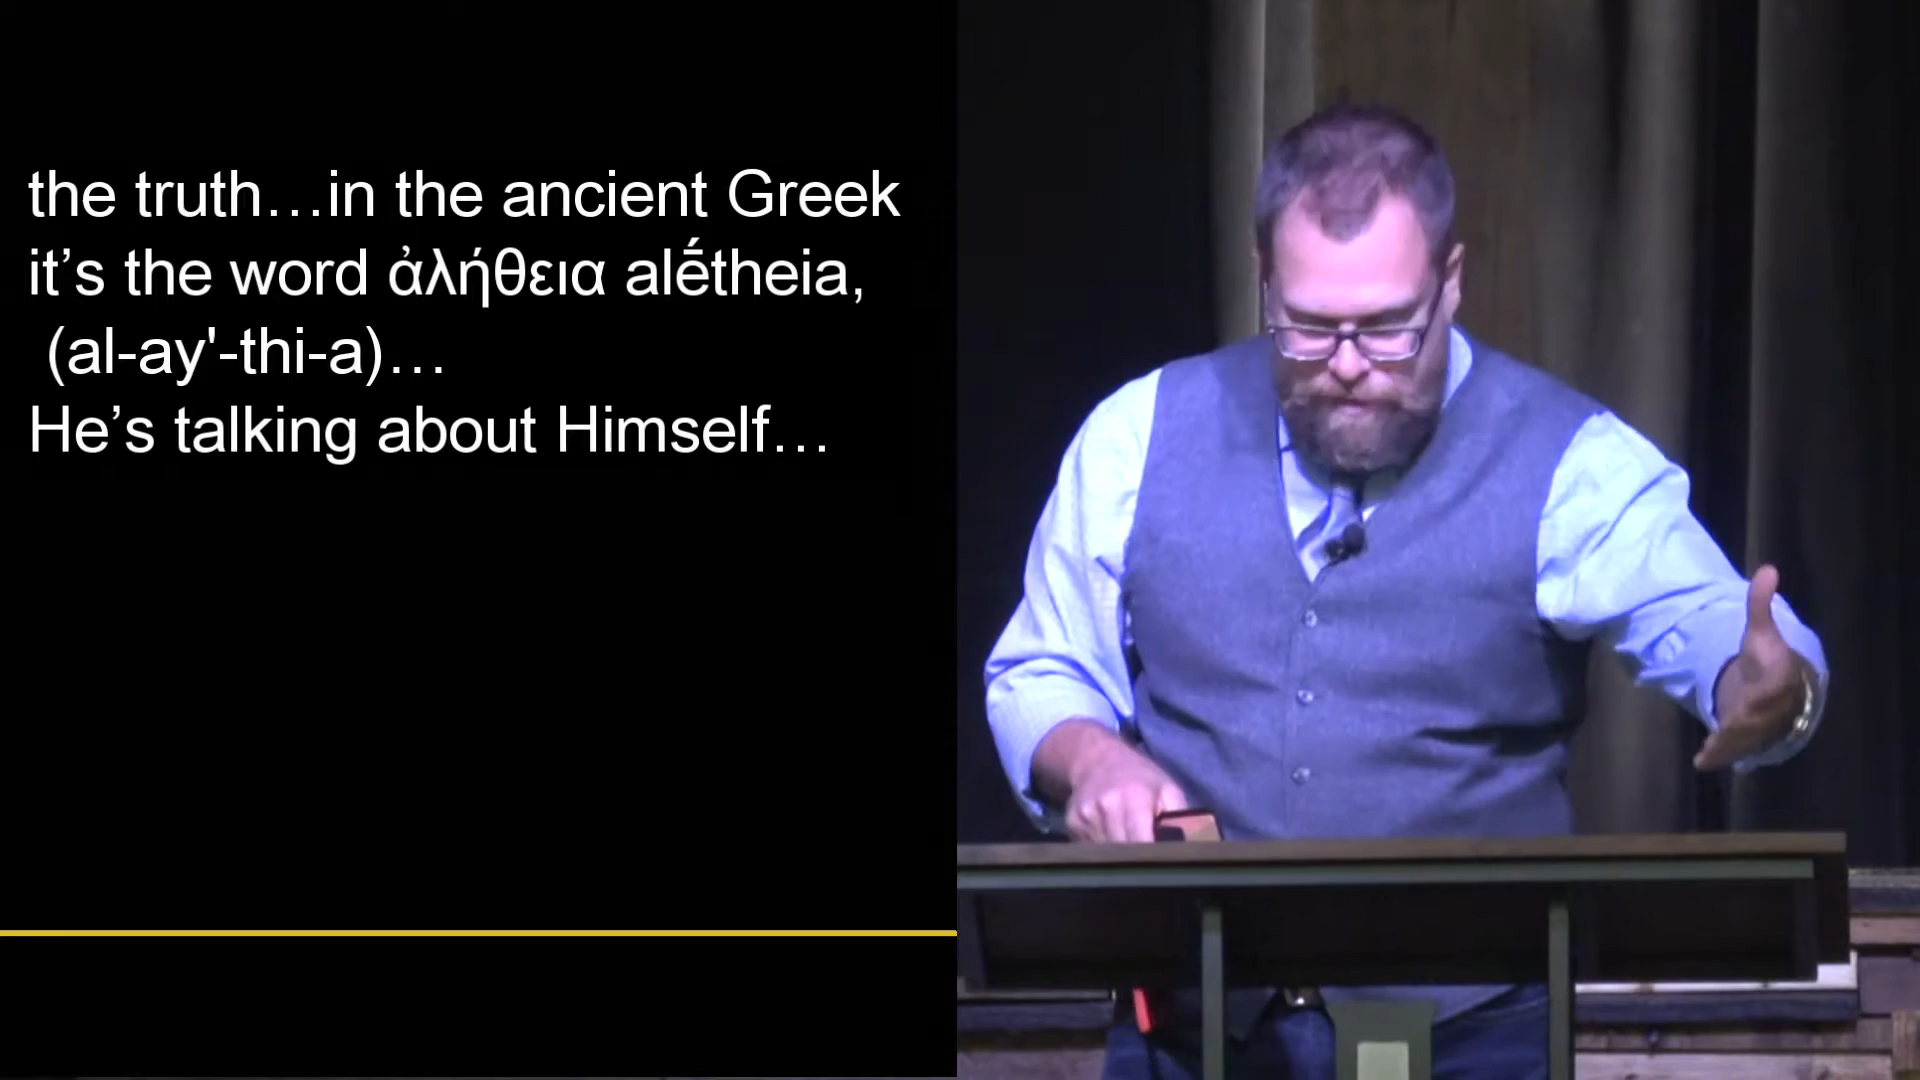 the truth…in the ancient Greek
it’s the word ἀλήθεια alḗtheia,
(al-ay'-thi-a)…
He’s talking about Himself…